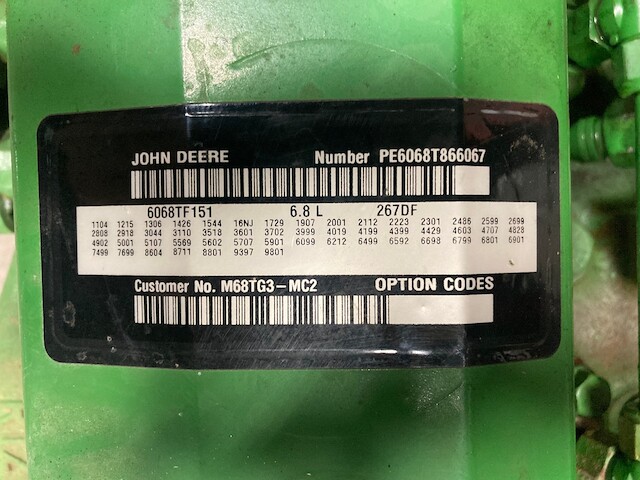 JOHN DEERE Number PE6068T866067
6068TF151 6.8 L 267DF
1104 1215 1306 1426 1544 16NJ 1729 1907 2001 2112 2223 2301 2486 2599 2699
2808 2918 3044 3110 3518 3601 3702 3999 4019 4199 4399 4429 4603 4707 4828
4902 5001 5107 5569 5602 5707 5901 6099 6212 6499 6592 6698 6799 6801 6901
7499 7699 8604 8711 8801 9397 9801
Customer No. M68TG3-MC2 OPTION CODES